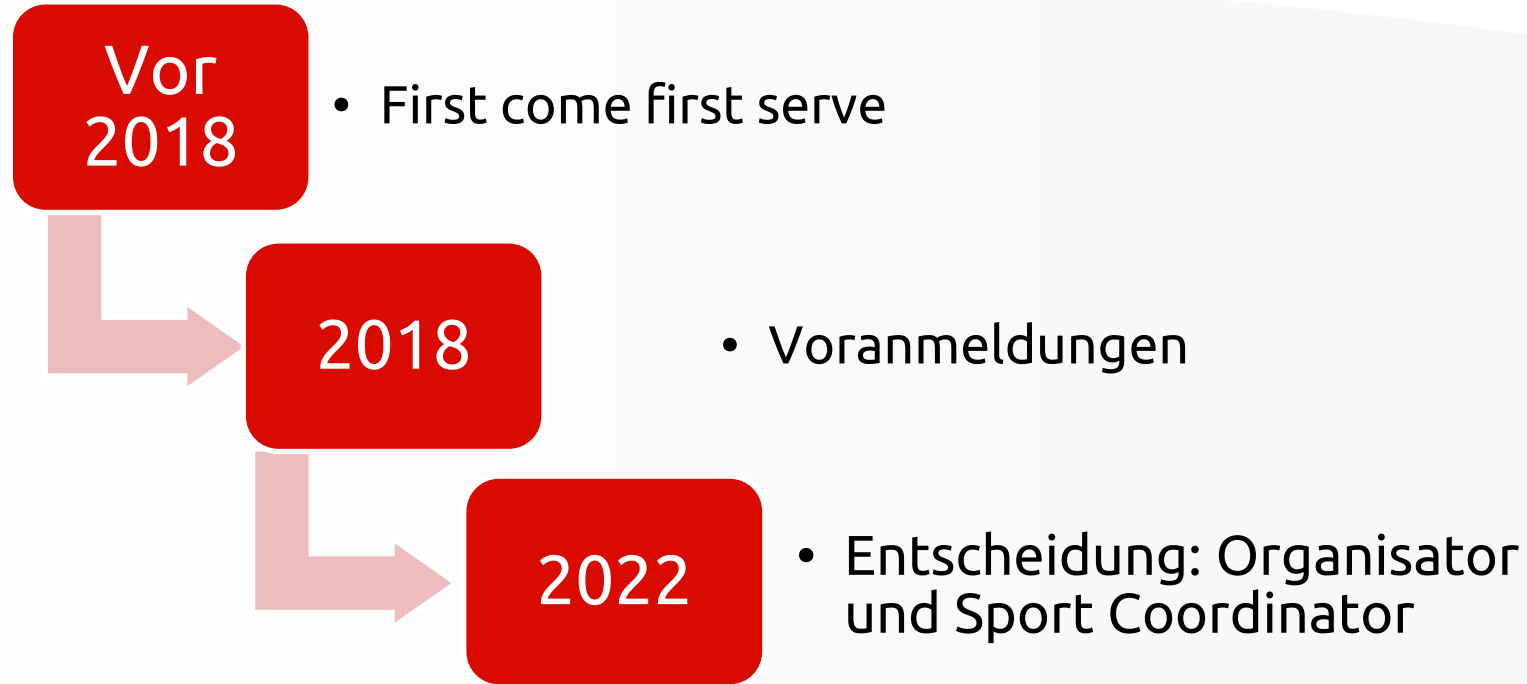 Vor
2018
• First come first serve
2018
• Voranmeldungen
2022
• Entscheidung: Organisator
und Sport Coordinator